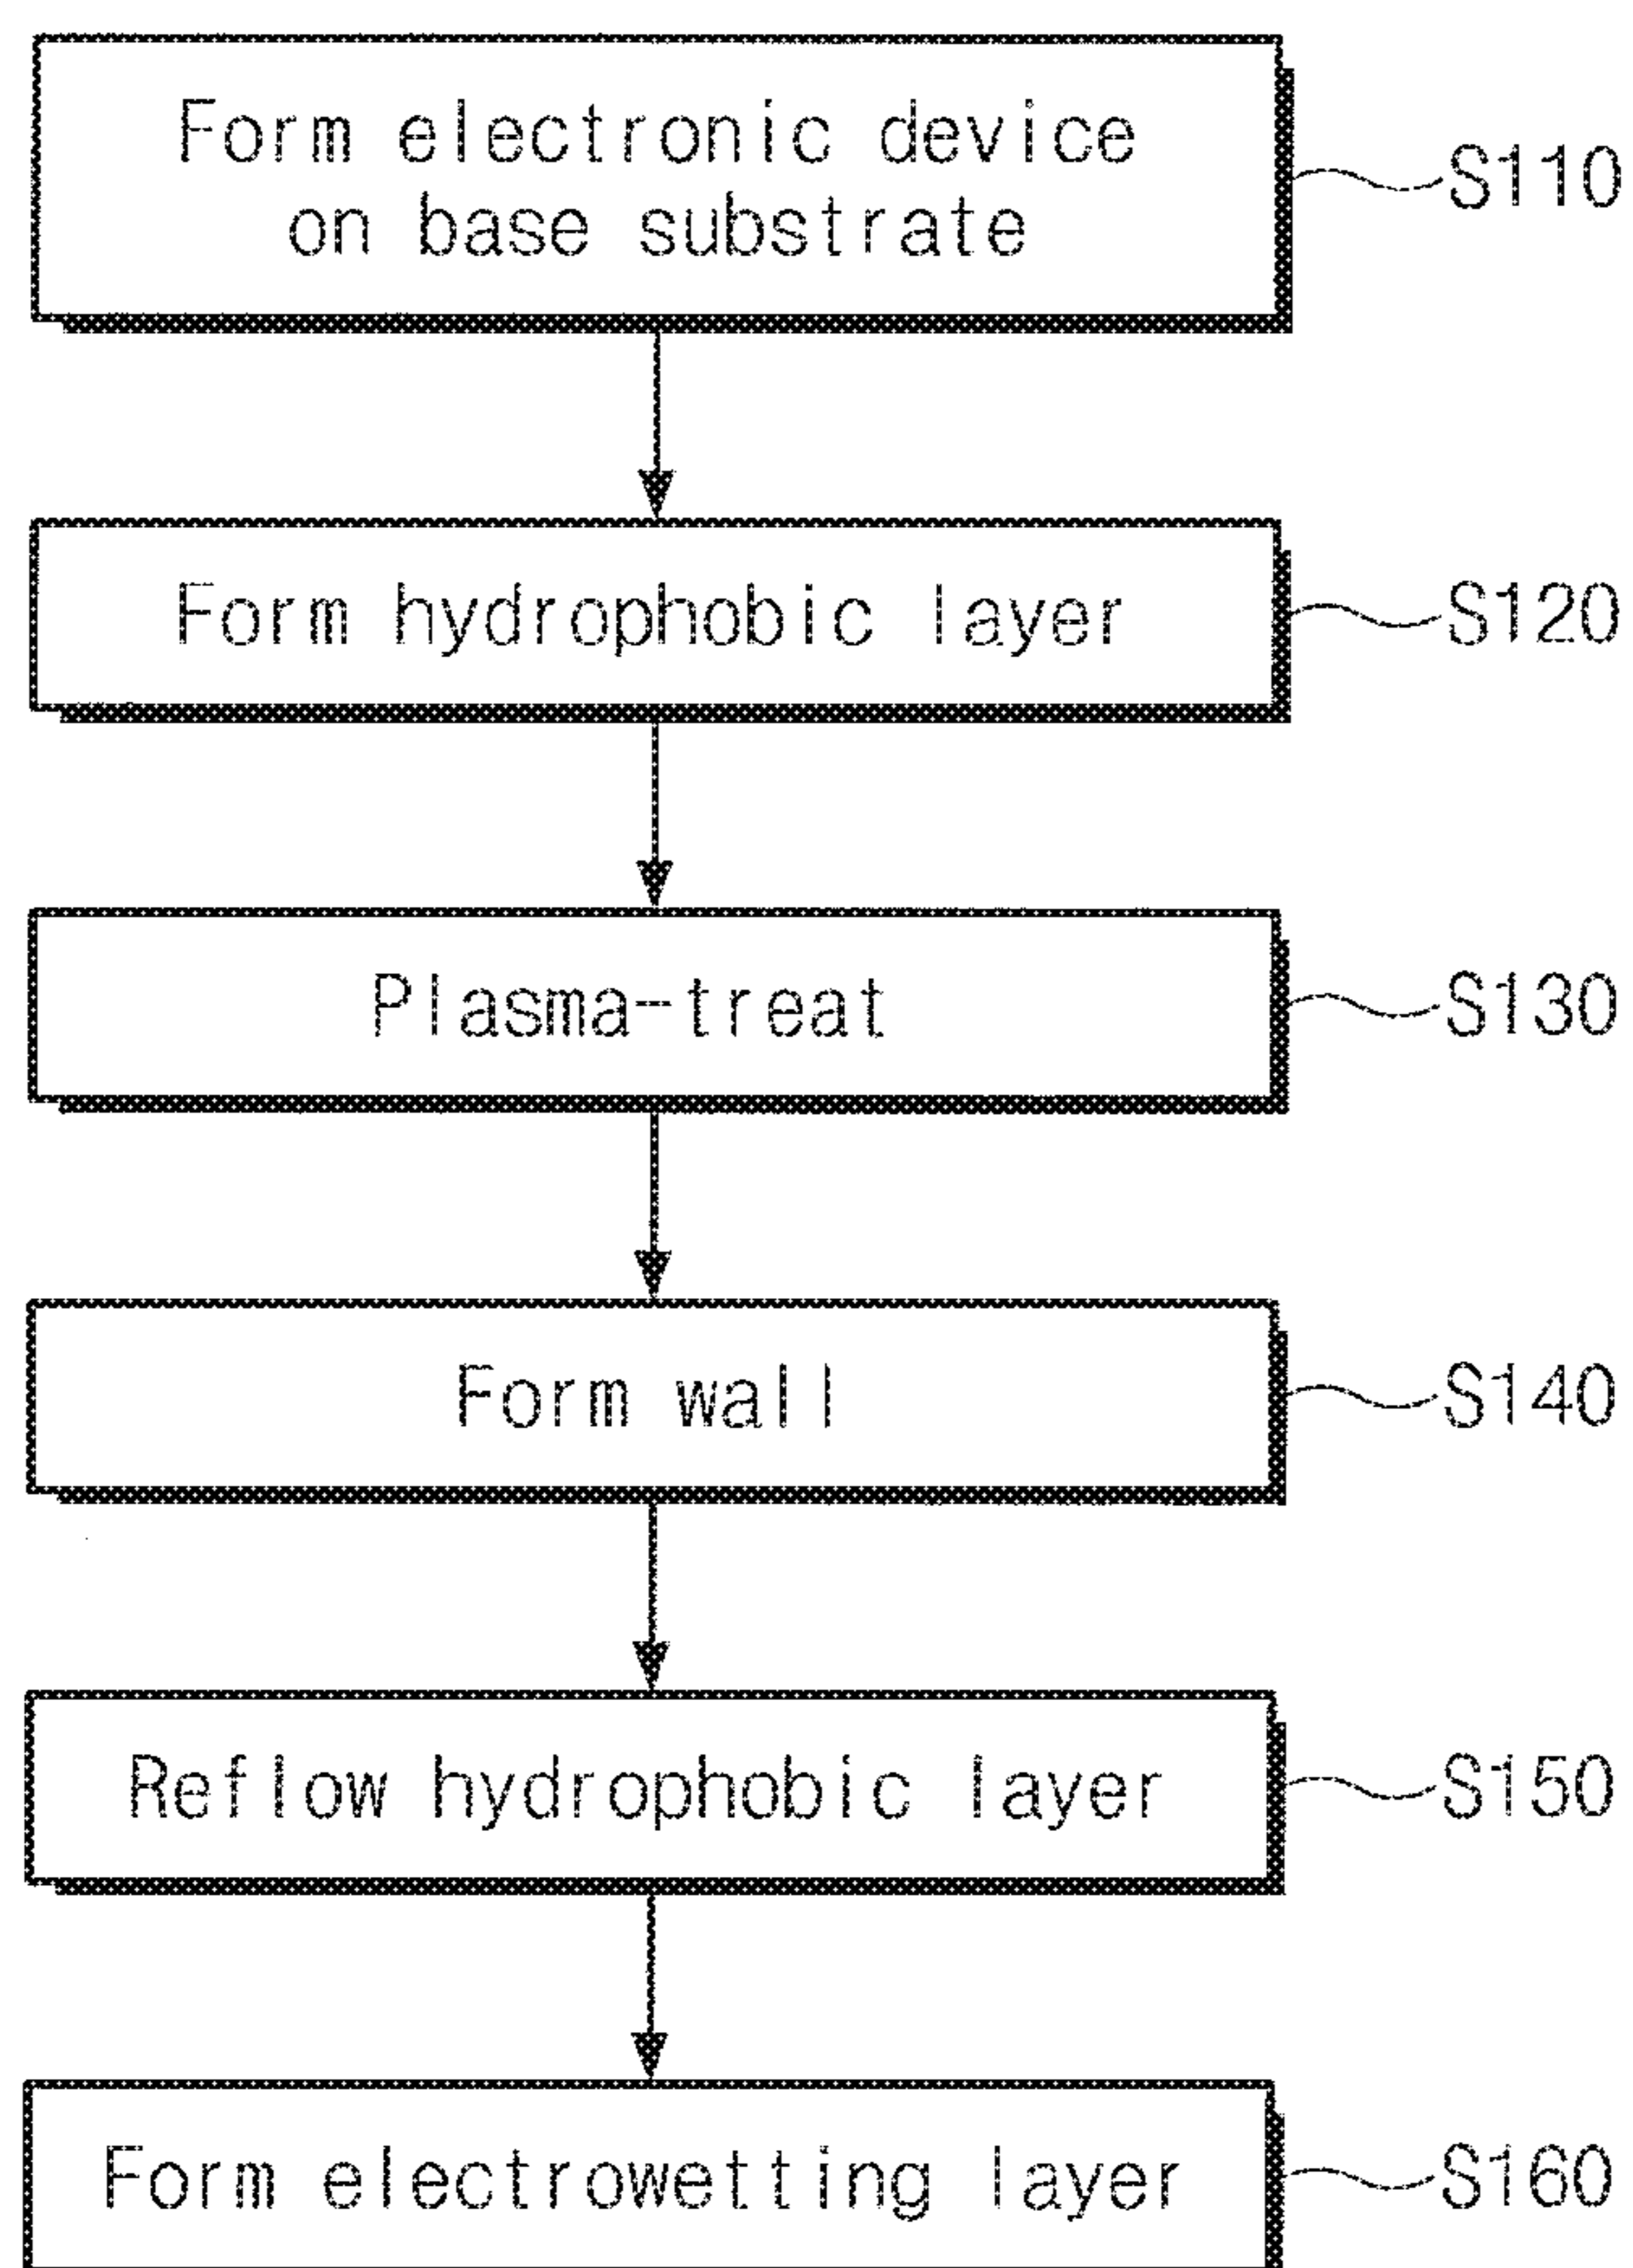 Form electronic device
on base substrate
S110
Form hydrophobic layer
S120
Plasma-treat
S130
Form wall
S140
Reflow hydrophobic layer
S150
Form electrowetting layer
S160